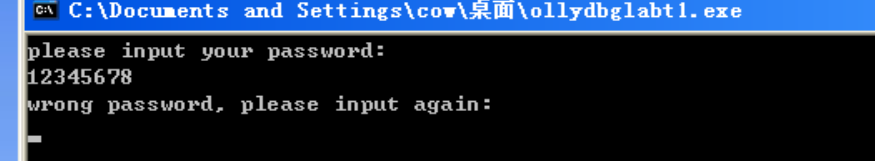 C:\Documents and Settings\cow\桌面\ollydbglabt1.exe
please input your password:
12345678
wrong password, please input again: